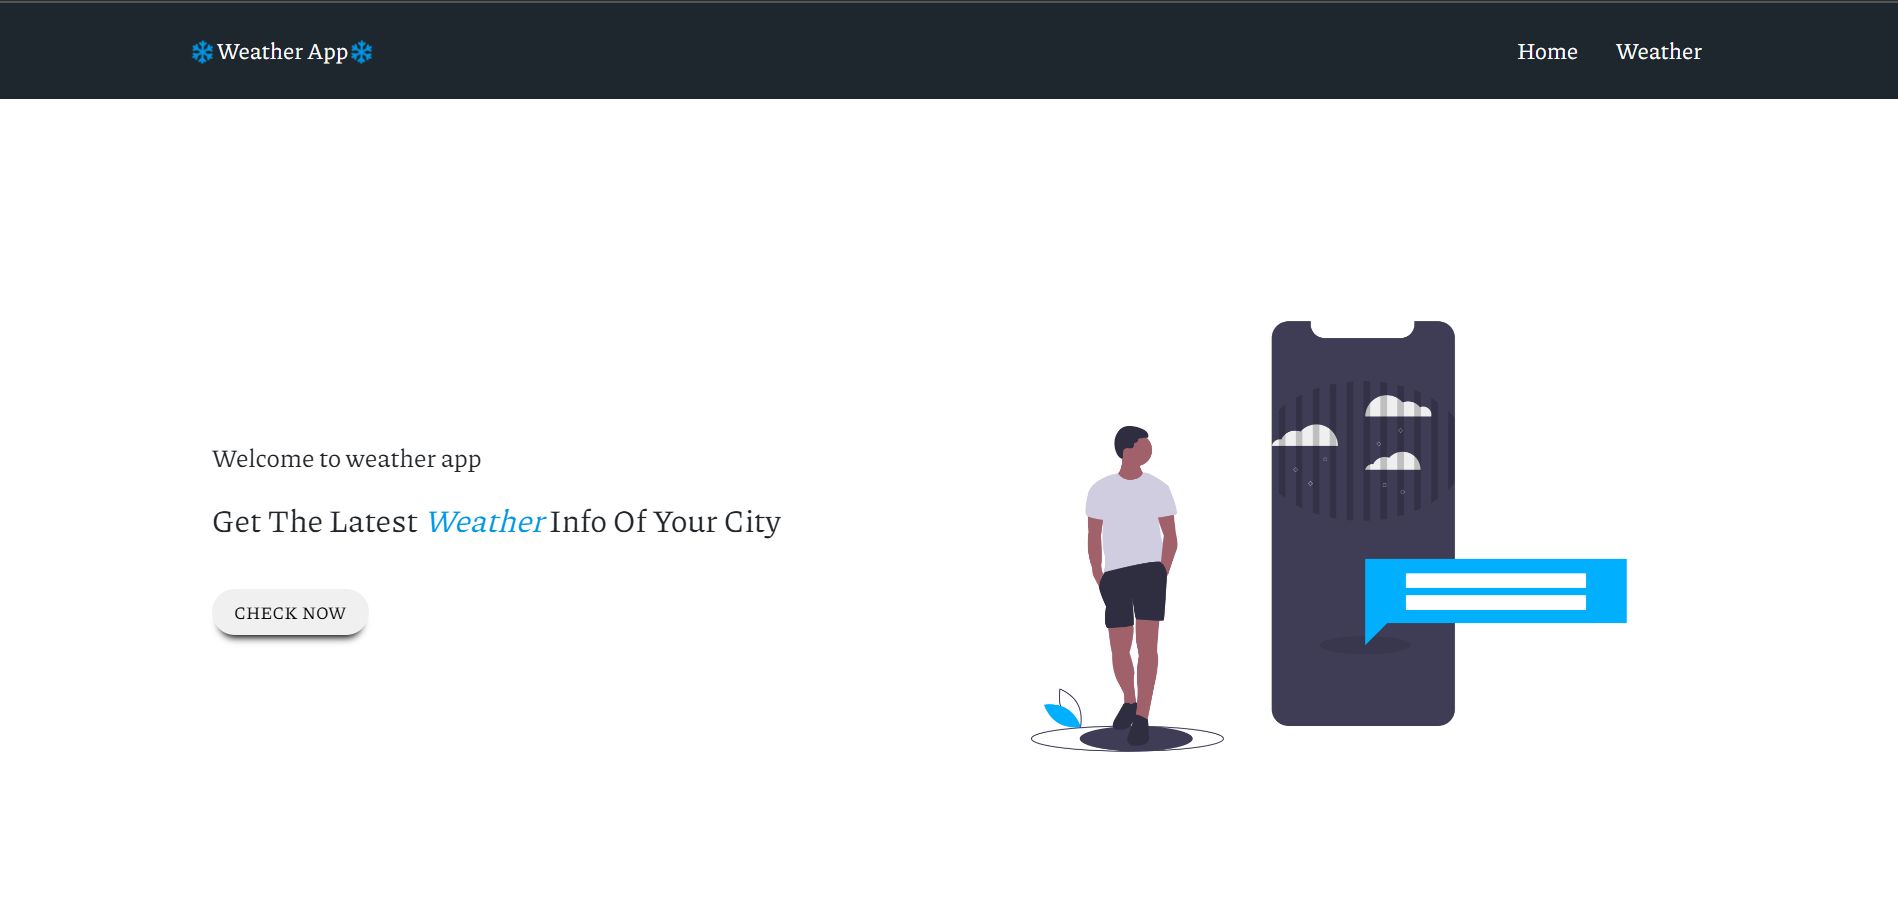 ❄Weather App❄
Home Weather
Welcome to weather app
Get The Latest Weather Info Of Your City
CHECK NOW